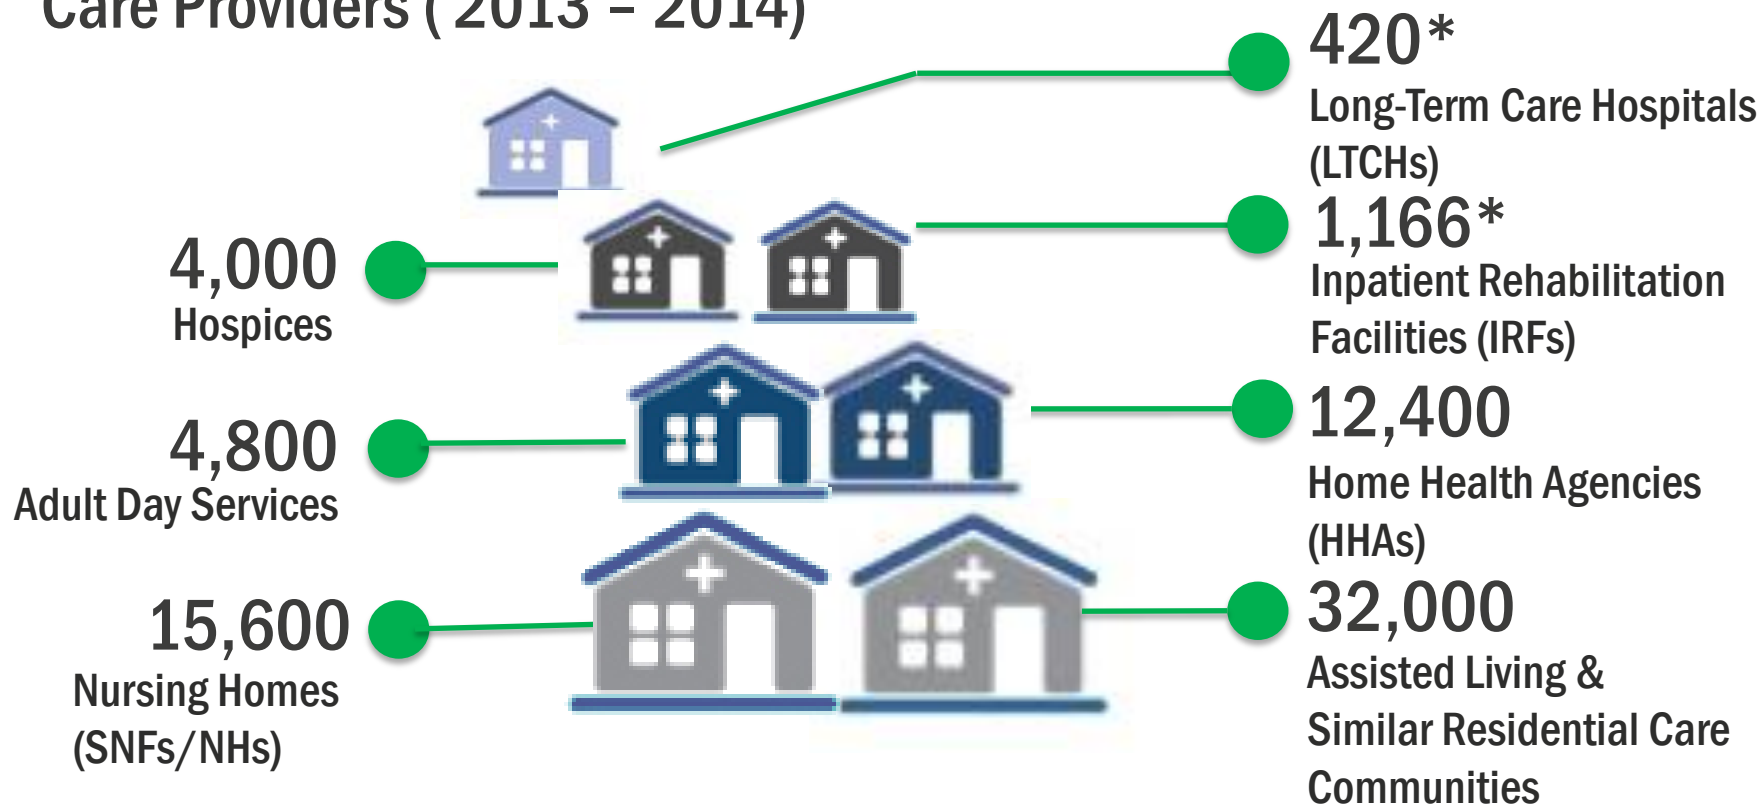 Care Providers ( 2013 – 2014)
420*
Long-Term Care Hospitals
(LTCHs)
4,000
Hospices
1,166*
Inpatient Rehabilitation
Facilities (IRFs)
4,800
Adult Day Services
12,400
Home Health Agencies
(HHAs)
15,600
Nursing Homes
(SNFs/NHs)
32,000
Assisted Living &
Similar Residential Care
Communities